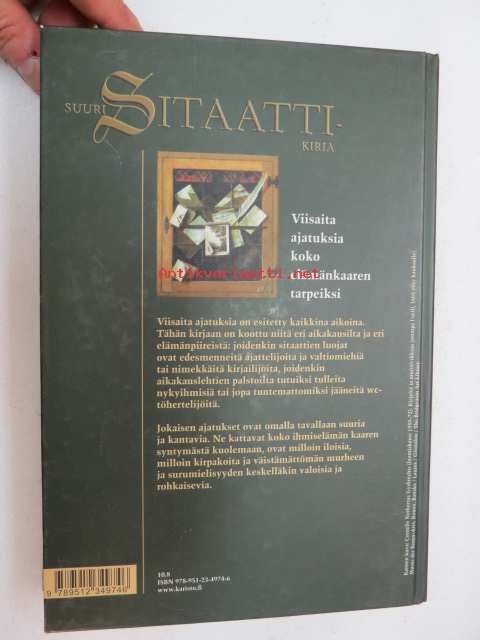 SUURI SITAATTI-
KIRJA
Viisaita
ajatuksia
koko
elämänkaaren
tarpeiksi
Antikvariaatti.net
Viisaita ajatuksia on esitetty kaikkina aikoina.
Tähän kirjaan on koottu niitä eri aikakausilta ja eri
elämänpiireistä: joidenkin sitaattien luojat
ovat edesmenneitä ajattelijoita ja valtiomiehiä
tai nimekkäitä kirjailijoita, joidenkin
aikakauslehtien palstoilta tutuiksi tulleita
nykyihmisiä tai jopa tuntemattomiksi jääneitä wc-
töhertelijöitä.
Jokaisen ajatukset ovat omalla tavallaan suuria
ja kantavia. Ne kattavat koko ihmiselämän kaaren
syntymästä kuolemaan, ovat milloin iloisia,
milloin kirpakoita ja väistämättömän murheen
ja surumielisyyden keskelläkin valoisia ja
rohkaisevia.
10.8
ISBN 978-951-23-4974-6
www.karisto.fi
9 789512 349746